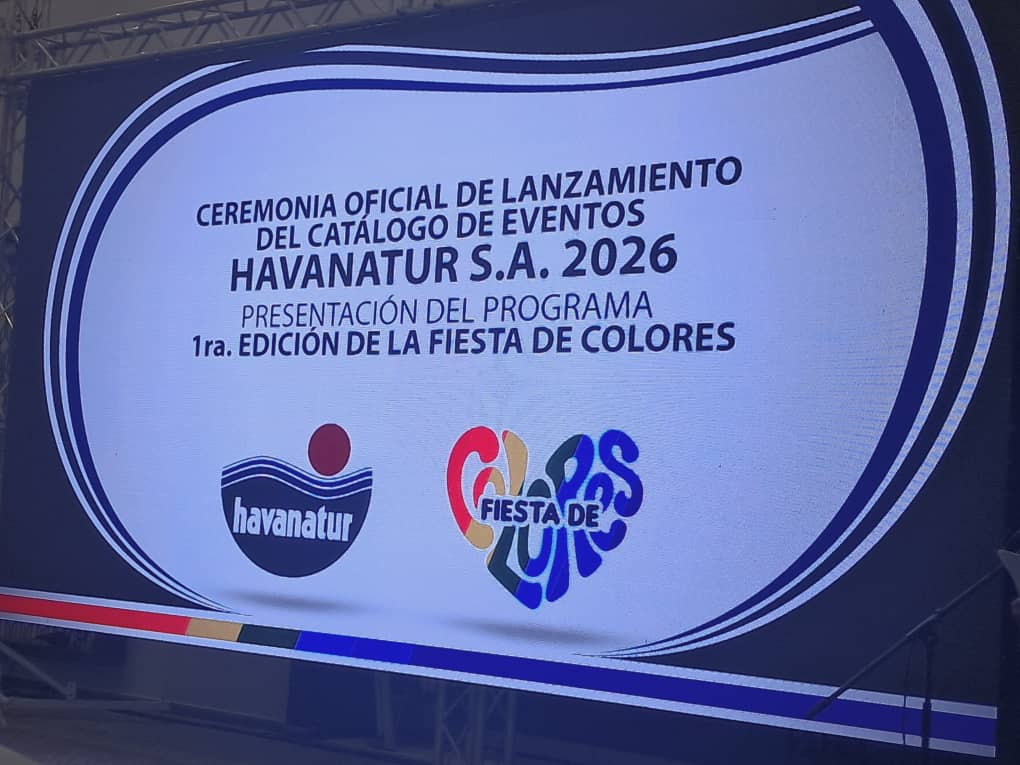 CEREMONIA OFICIAL DE LANZAMIENTO
DEL CATÁLOGO DE EVENTOS
HAVANATUR S.A. 2026
PRESENTACIÓN DEL PROGRAMA
1ra. EDICIÓN DE LA FIESTA DE COLORES
havanatur
FIESTA DE
COLORES